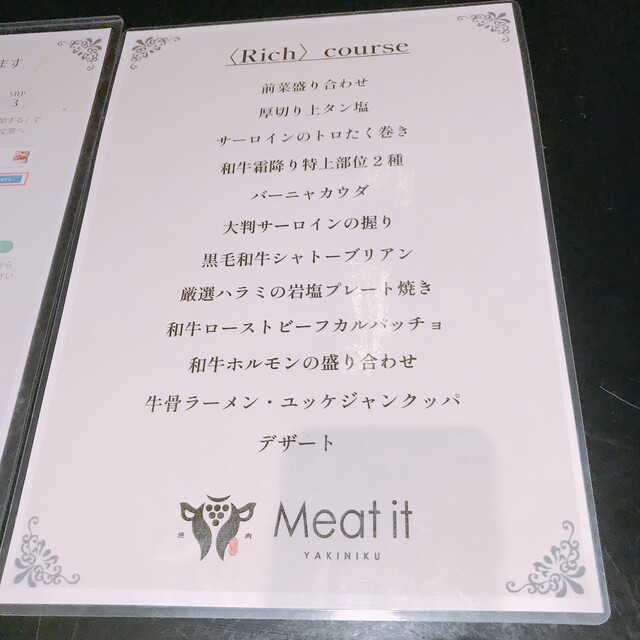 ます
STEP
3
〈Rich〉 course
前菜盛り合わせ
厚切り上タン塩
サーロインのトロたく巻き
和牛霜降り特上部位２種
バーニャカウダ
大判サーロインの握り
黒毛和牛シャトーブリアン
厳選ハラミの岩塩プレート焼き
和牛ローストビーフカルパッチョ
和牛ホルモンの盛り合わせ
牛骨ラーメン・ユッケジャンクッパ
デザート
焼 肉
Meat it
YAKINIKU